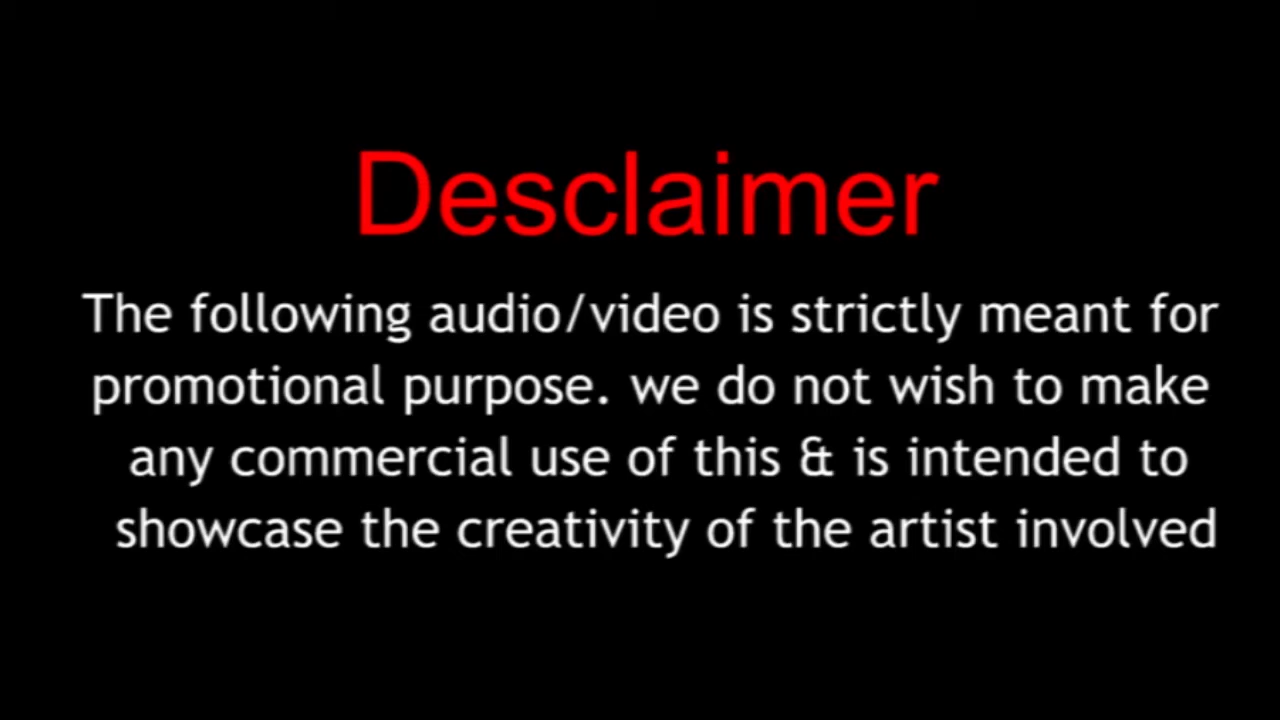 Desclaimer
The following audio/video is strictly meant for
promotional purpose. we do not wish to make
any commercial use of this & is intended to
showcase the creativity of the artist involved